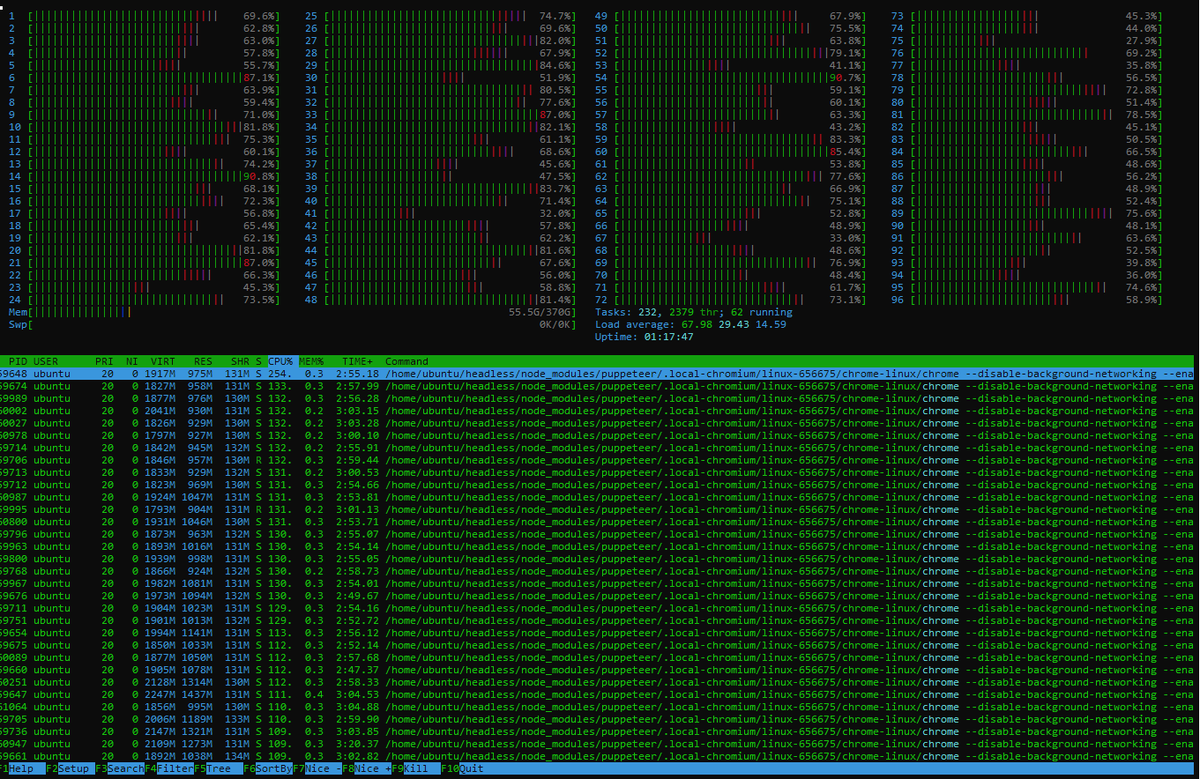 1 [ 69.6%] 25 [ 74.7%] 49 [ 67.9%] 73 [ 45.3%]
2 [ 62.8%] 26 [ 69.6%] 50 [ 75.5%] 74 [ 44.0%]
3 [ 63.0%] 27 [ 82.0%] 51 [ 63.8%] 75 [ 27.9%]
4 [ 57.8%] 28 [ 67.9%] 52 [ 79.1%] 76 [ 69.2%]
5 [ 55.7%] 29 [ 84.6%] 53 [ 41.1%] 77 [ 35.8%]
6 [ 87.1%] 30 [ 51.9%] 54 [ 90.7%] 78 [ 56.5%]
7 [ 63.9%] 31 [ 80.5%] 55 [ 59.1%] 79 [ 72.8%]
8 [ 59.4%] 32 [ 77.6%] 56 [ 60.1%] 80 [ 51.4%]
9 [ 71.0%] 33 [ 87.0%] 57 [ 63.3%] 81 [ 78.5%]
10 [ 81.8%] 34 [ 82.1%] 58 [ 43.2%] 82 [ 45.1%]
11 [ 75.3%] 35 [ 61.1%] 59 [ 83.3%] 83 [ 50.5%]
12 [ 60.1%] 36 [ 68.6%] 60 [ 85.4%] 84 [ 66.5%]
13 [ 74.2%] 37 [ 45.6%] 61 [ 53.8%] 85 [ 48.6%]
14 [ 90.8%] 38 [ 47.5%] 62 [ 77.6%] 86 [ 56.2%]
15 [ 68.1%] 39 [ 83.7%] 63 [ 66.9%] 87 [ 48.9%]
16 [ 72.3%] 40 [ 71.4%] 64 [ 75.1%] 88 [ 52.4%]
17 [ 56.8%] 41 [ 32.0%] 65 [ 52.8%] 89 [ 75.6%]
18 [ 65.4%] 42 [ 57.8%] 66 [ 48.9%] 90 [ 48.1%]
19 [ 62.1%] 43 [ 62.2%] 67 [ 33.0%] 91 [ 63.6%]
20 [ 81.8%] 44 [ 81.6%] 68 [ 48.6%] 92 [ 52.5%]
21 [ 87.0%] 45 [ 67.6%] 69 [ 76.9%] 93 [ 39.8%]
22 [ 66.3%] 46 [ 56.0%] 70 [ 48.4%] 94 [ 36.0%]
23 [ 45.3%] 47 [ 58.8%] 71 [ 61.7%] 95 [ 74.6%]
24 [ 73.5%] 48 [ 81.4%] 72 [ 73.1%] 96 [ 58.9%]
Mem[ 55.5G/370G] Tasks: 232, 2379 thr; 62 running
Swp[ 0K/0K] Load average: 67.98 29.43 14.59
Uptime: 01:17:47
PID USER PRI NI VIRT RES SHR S CPU% MEM% TIME+ Command
59648 ubuntu 20 0 1917M 975M 131M S 254. 0.3 2:55.18 /home/ubuntu/headless/node_modules/puppeteer/.local-chromium/linux-656675/chrome-linux/chrome --disable-background-networking --ena
59674 ubuntu 20 0 1827M 958M 131M S 133. 0.3 2:57.99 /home/ubuntu/headless/node_modules/puppeteer/.local-chromium/linux-656675/chrome-linux/chrome --disable-background-networking --ena
59989 ubuntu 20 0 1877M 976M 130M S 132. 0.3 2:56.28 /home/ubuntu/headless/node_modules/puppeteer/.local-chromium/linux-656675/chrome-linux/chrome --disable-background-networking --ena
60002 ubuntu 20 0 2041M 930M 131M S 132. 0.2 3:03.15 /home/ubuntu/headless/node_modules/puppeteer/.local-chromium/linux-656675/chrome-linux/chrome --disable-background-networking --ena
60027 ubuntu 20 0 1826M 929M 130M S 132. 0.2 3:03.28 /home/ubuntu/headless/node_modules/puppeteer/.local-chromium/linux-656675/chrome-linux/chrome --disable-background-networking --ena
60978 ubuntu 20 0 1797M 927M 130M S 132. 0.2 3:00.10 /home/ubuntu/headless/node_modules/puppeteer/.local-chromium/linux-656675/chrome-linux/chrome --disable-background-networking --ena
59714 ubuntu 20 0 1842M 945M 132M S 132. 0.2 2:55.91 /home/ubuntu/headless/node_modules/puppeteer/.local-chromium/linux-656675/chrome-linux/chrome --disable-background-networking --ena
59706 ubuntu 20 0 1846M 957M 130M R 132. 0.3 2:59.44 /home/ubuntu/headless/node_modules/puppeteer/.local-chromium/linux-656675/chrome-linux/chrome --disable-background-networking --ena
59713 ubuntu 20 0 1833M 929M 132M S 131. 0.2 3:00.53 /home/ubuntu/headless/node_modules/puppeteer/.local-chromium/linux-656675/chrome-linux/chrome --disable-background-networking --ena
59712 ubuntu 20 0 1823M 969M 130M S 131. 0.3 2:54.66 /home/ubuntu/headless/node_modules/puppeteer/.local-chromium/linux-656675/chrome-linux/chrome --disable-background-networking --ena
60987 ubuntu 20 0 1924M 1047M 131M S 131. 0.3 2:53.81 /home/ubuntu/headless/node_modules/puppeteer/.local-chromium/linux-656675/chrome-linux/chrome --disable-background-networking --ena
59995 ubuntu 20 0 1793M 904M 131M R 131. 0.2 3:01.13 /home/ubuntu/headless/node_modules/puppeteer/.local-chromium/linux-656675/chrome-linux/chrome --disable-background-networking --ena
60800 ubuntu 20 0 1931M 1046M 130M S 131. 0.3 2:53.71 /home/ubuntu/headless/node_modules/puppeteer/.local-chromium/linux-656675/chrome-linux/chrome --disable-background-networking --ena
59796 ubuntu 20 0 1873M 963M 132M S 130. 0.3 2:55.07 /home/ubuntu/headless/node_modules/puppeteer/.local-chromium/linux-656675/chrome-linux/chrome --disable-background-networking --ena
59963 ubuntu 20 0 1893M 1016M 131M S 130. 0.3 2:54.14 /home/ubuntu/headless/node_modules/puppeteer/.local-chromium/linux-656675/chrome-linux/chrome --disable-background-networking --ena
59800 ubuntu 20 0 1939M 998M 131M S 130. 0.3 2:55.05 /home/ubuntu/headless/node_modules/puppeteer/.local-chromium/linux-656675/chrome-linux/chrome --disable-background-networking --ena
59768 ubuntu 20 0 1866M 924M 132M S 130. 0.2 2:58.73 /home/ubuntu/headless/node_modules/puppeteer/.local-chromium/linux-656675/chrome-linux/chrome --disable-background-networking --ena
59967 ubuntu 20 0 1982M 1081M 131M S 130. 0.3 2:54.01 /home/ubuntu/headless/node_modules/puppeteer/.local-chromium/linux-656675/chrome-linux/chrome --disable-background-networking --ena
59676 ubuntu 20 0 1973M 1094M 132M S 130. 0.3 2:49.67 /home/ubuntu/headless/node_modules/puppeteer/.local-chromium/linux-656675/chrome-linux/chrome --disable-background-networking --ena
59711 ubuntu 20 0 1904M 1023M 131M S 129. 0.3 2:54.16 /home/ubuntu/headless/node_modules/puppeteer/.local-chromium/linux-656675/chrome-linux/chrome --disable-background-networking --ena
59751 ubuntu 20 0 1901M 1013M 132M S 129. 0.3 2:52.72 /home/ubuntu/headless/node_modules/puppeteer/.local-chromium/linux-656675/chrome-linux/chrome --disable-background-networking --ena
59654 ubuntu 20 0 1994M 1141M 131M S 113. 0.3 2:56.12 /home/ubuntu/headless/node_modules/puppeteer/.local-chromium/linux-656675/chrome-linux/chrome --disable-background-networking --ena
59675 ubuntu 20 0 1850M 1033M 131M S 112. 0.3 2:52.14 /home/ubuntu/headless/node_modules/puppeteer/.local-chromium/linux-656675/chrome-linux/chrome --disable-background-networking --ena
60089 ubuntu 20 0 1877M 1050M 131M S 112. 0.3 2:57.68 /home/ubuntu/headless/node_modules/puppeteer/.local-chromium/linux-656675/chrome-linux/chrome --disable-background-networking --ena
59660 ubuntu 20 0 1905M 1078M 131M S 112. 0.3 2:47.37 /home/ubuntu/headless/node_modules/puppeteer/.local-chromium/linux-656675/chrome-linux/chrome --disable-background-networking --ena
60251 ubuntu 20 0 2128M 1314M 130M S 112. 0.3 2:58.33 /home/ubuntu/headless/node_modules/puppeteer/.local-chromium/linux-656675/chrome-linux/chrome --disable-background-networking --ena
59647 ubuntu 20 0 2247M 1437M 131M S 111. 0.4 3:04.53 /home/ubuntu/headless/node_modules/puppeteer/.local-chromium/linux-656675/chrome-linux/chrome --disable-background-networking --ena
61064 ubuntu 20 0 1856M 995M 130M S 110. 0.3 3:04.88 /home/ubuntu/headless/node_modules/puppeteer/.local-chromium/linux-656675/chrome-linux/chrome --disable-background-networking --ena
59705 ubuntu 20 0 2006M 1189M 133M S 110. 0.3 2:59.90 /home/ubuntu/headless/node_modules/puppeteer/.local-chromium/linux-656675/chrome-linux/chrome --disable-background-networking --ena
59736 ubuntu 20 0 2147M 1321M 131M S 109. 0.3 3:03.85 /home/ubuntu/headless/node_modules/puppeteer/.local-chromium/linux-656675/chrome-linux/chrome --disable-background-networking --ena
60947 ubuntu 20 0 2109M 1273M 131M S 109. 0.3 3:20.37 /home/ubuntu/headless/node_modules/puppeteer/.local-chromium/linux-656675/chrome-linux/chrome --disable-background-networking --ena
59661 ubuntu 20 0 1892M 1038M 134M S 109. 0.3 3:02.82 /home/ubuntu/headless/node_modules/puppeteer/.local-chromium/linux-656675/chrome-linux/chrome --disable-background-networking --ena
F1Help F2Setup F3SearchF4FilterF5Tree F6SortByF7Nice -F8Nice +F9Kill F10Quit